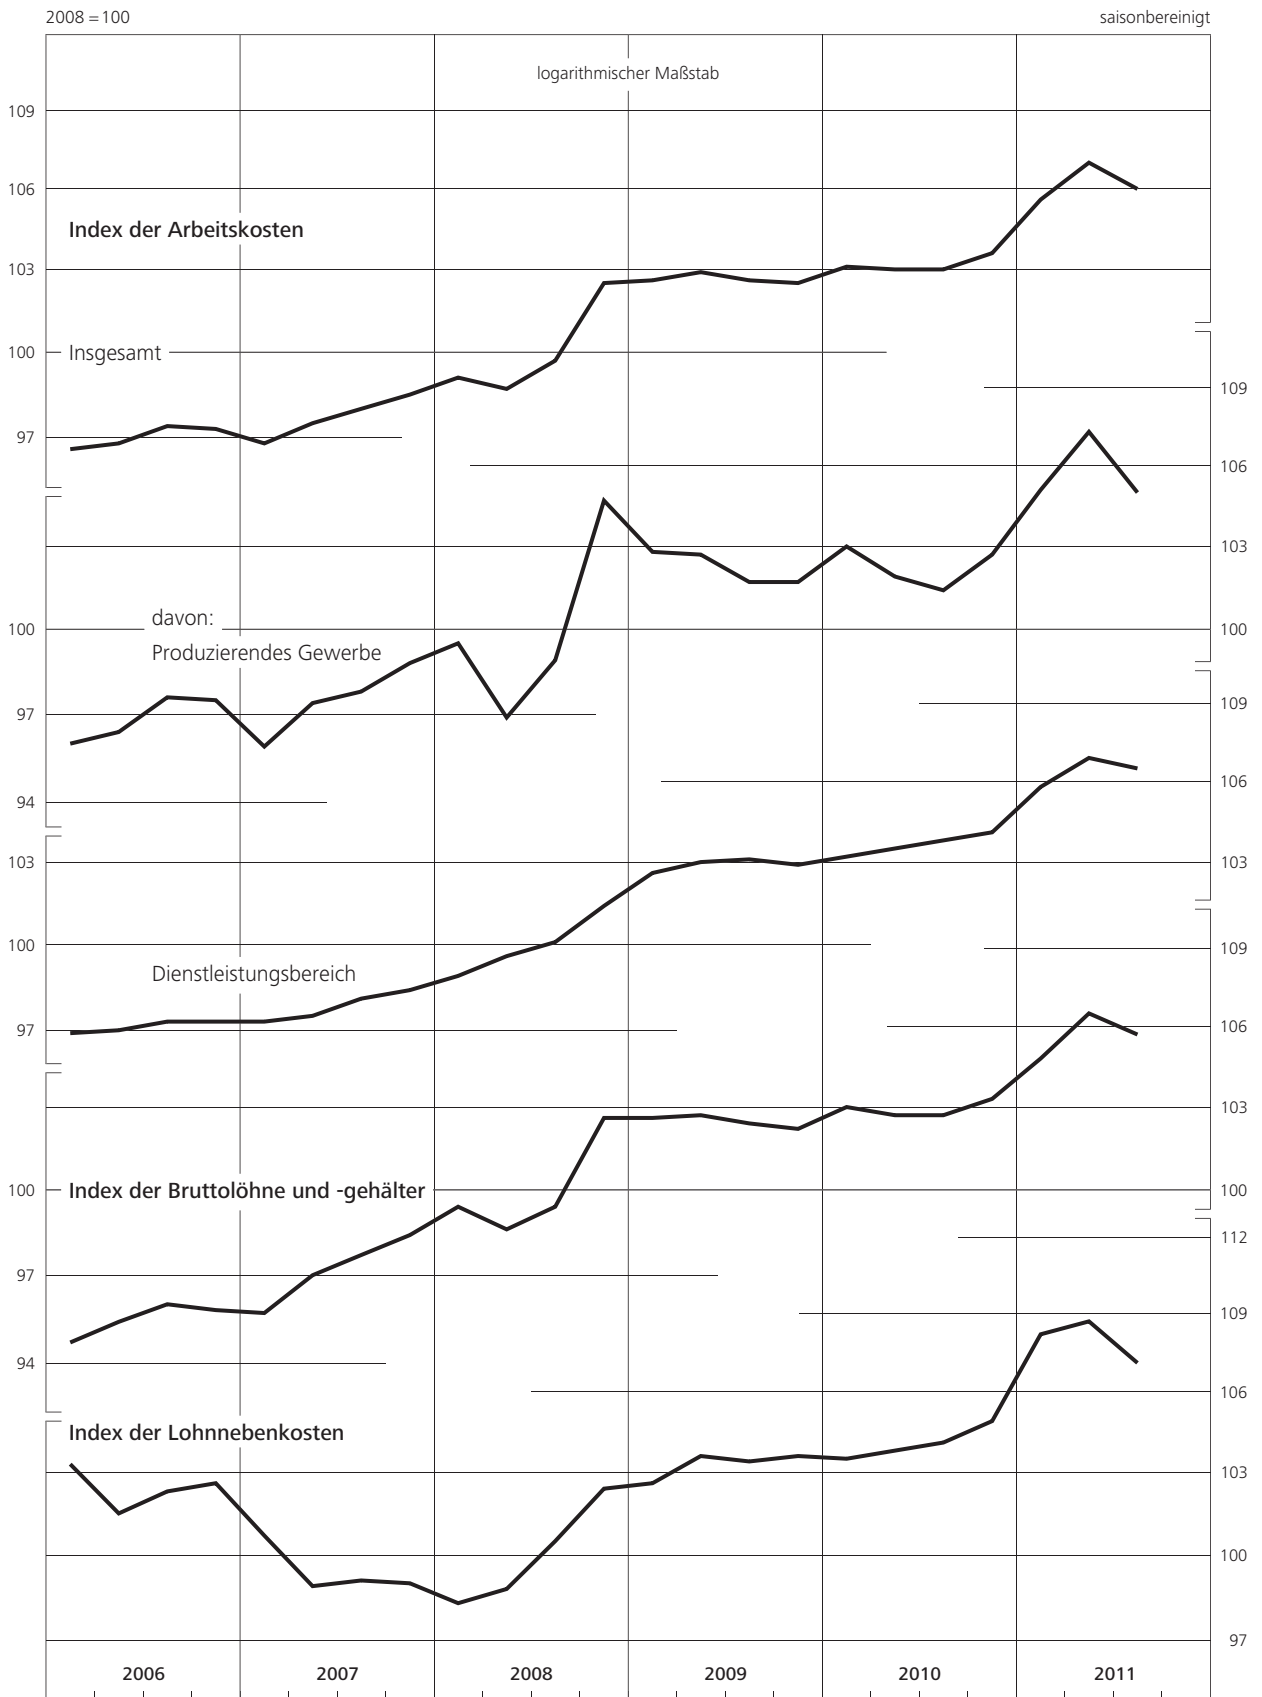 2008 = 100 saisonbereinigt
logarithmischer Maßstab
109
106
Index der Arbeitskosten
103
100 Insgesamt
109
97
106
103
davon:
100 100
Produzierendes Gewerbe
109
97
106
94
103 103
100 109
Dienstleistungsbereich
97 106
103
100 Index der Bruttolöhne und -gehälter 100
112
97
109
94
106
Index der Lohnnebenkosten
103
100
97
2006 2007 2008 2009 2010 2011